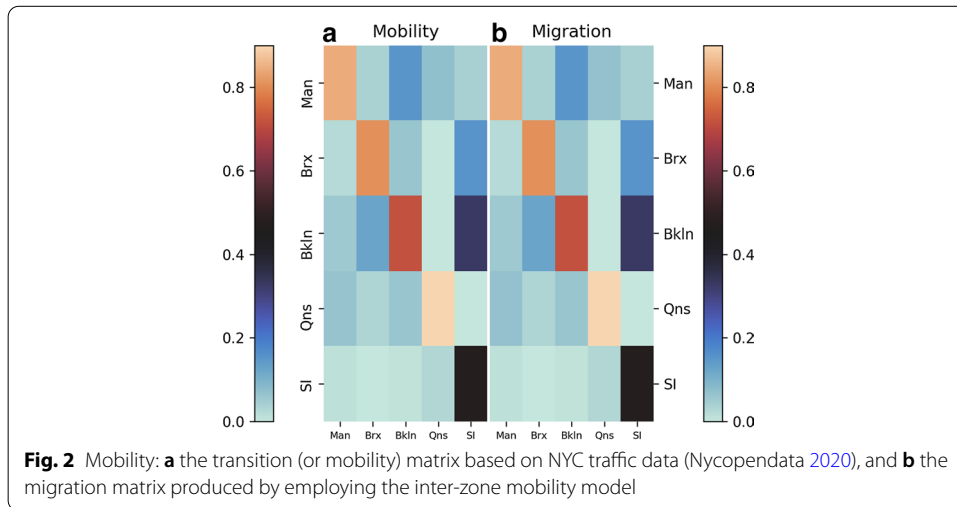 a Mobility
b Migration
0.8
0.6
0.4
0.2
0.0
Man
Brx
Bkln
Qns
SI
Man
Brx
Bkln
Qns
SI
Man
Brx
Bkln
Qns
SI
Man
Brx
Bkln
Qns
SI
0.8
0.6
0.4
0.2
0.0
Fig. 2 Mobility: a the transition (or mobility) matrix based on NYC traffic data (Nycopendata 2020), and b the
migration matrix produced by employing the inter-zone mobility model